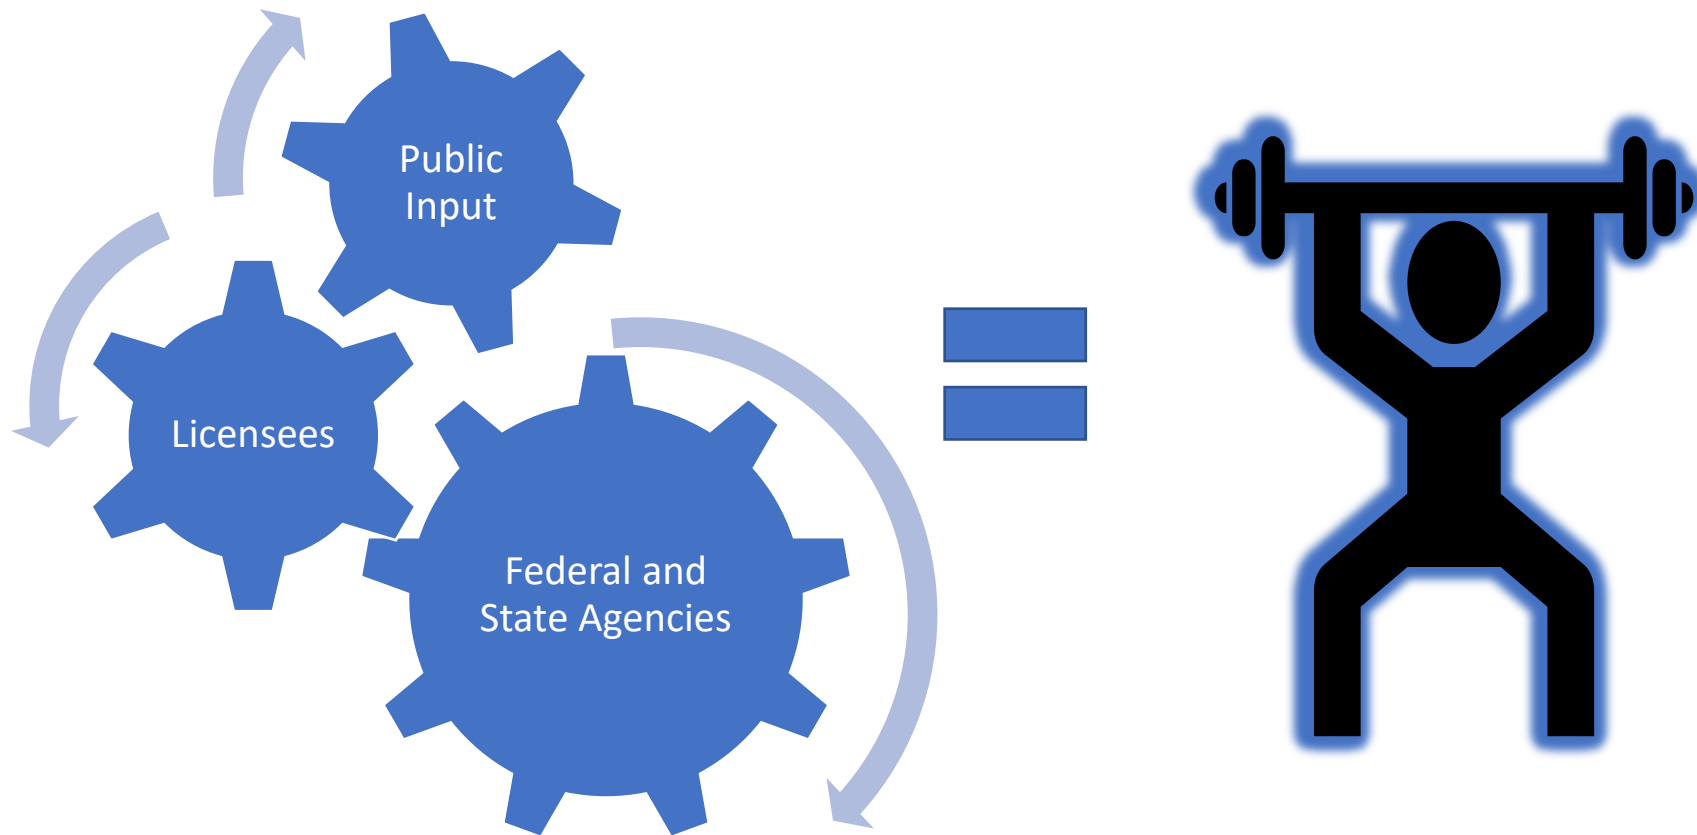 Public
Input
Licensees
Federal and
State Agencies